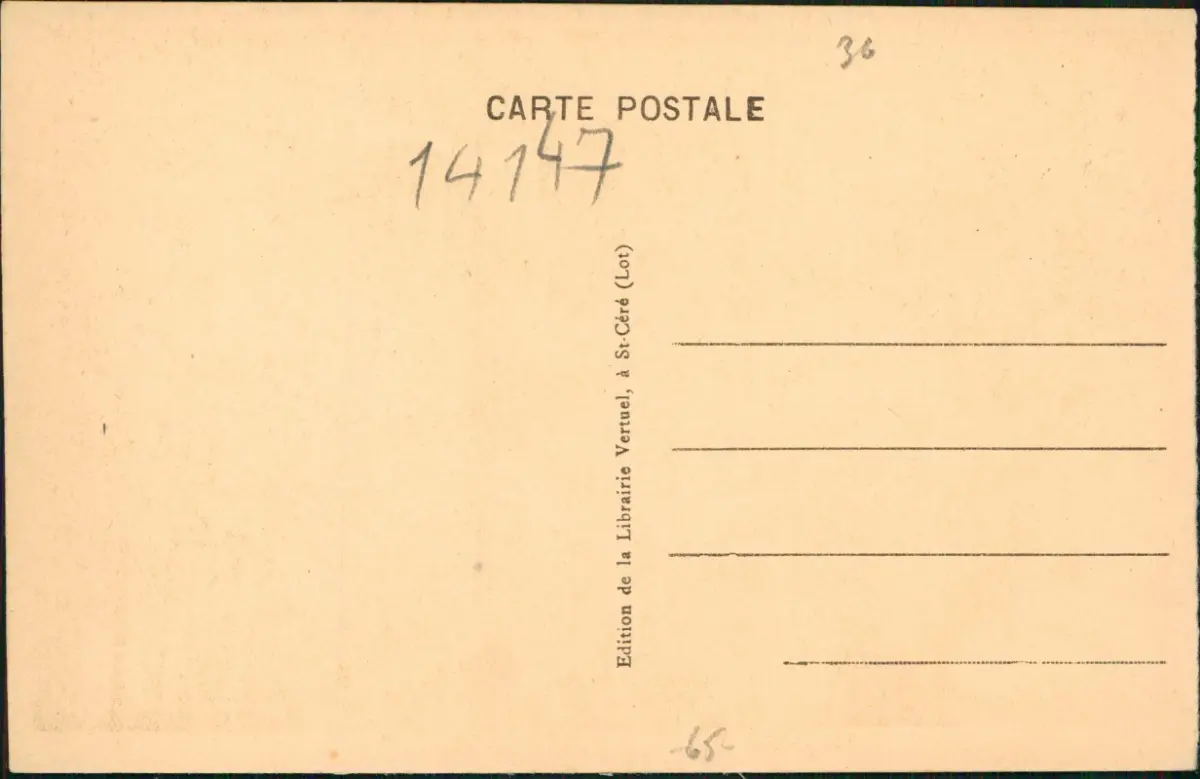 36
CARTE POSTALE
14147
Edition de la Librairie Vertuel, à St-Céré (Lot)
-65-